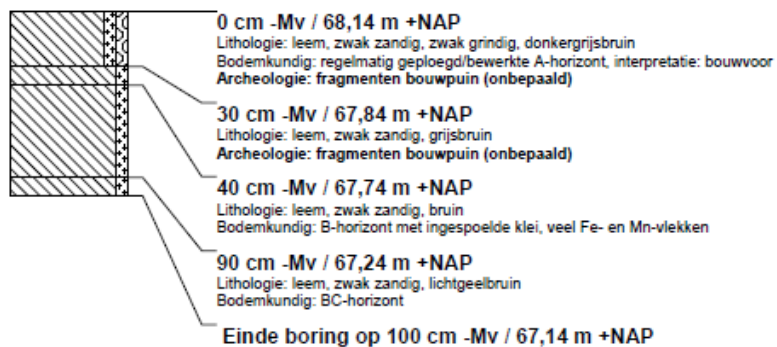 0 cm -Mv / 68,14 m +NAP
Lithologie: leem, zwak zandig, zwak grindig, donkergrijsbruin
Bodemkundig: regelmatig geploegd/bewerkte A-horizont, interpretatie: bouwvoor
Archeologie: fragmenten bouwpuin (onbepaald)
30 cm -Mv / 67,84 m +NAP
Lithologie: leem, zwak zandig, grijsbruin
Archeologie: fragmenten bouwpuin (onbepaald)
40 cm -Mv / 67,74 m +NAP
Lithologie: leem, zwak zandig, bruin
Bodemkundig: B-horizont met ingespoelde klei, veel Fe- en Mn-vlekken
90 cm -Mv / 67,24 m +NAP
Lithologie: leem, zwak zandig, lichtgeelbruin
Bodemkundig: BC-horizont
Einde boring op 100 cm -Mv / 67,14 m +NAP